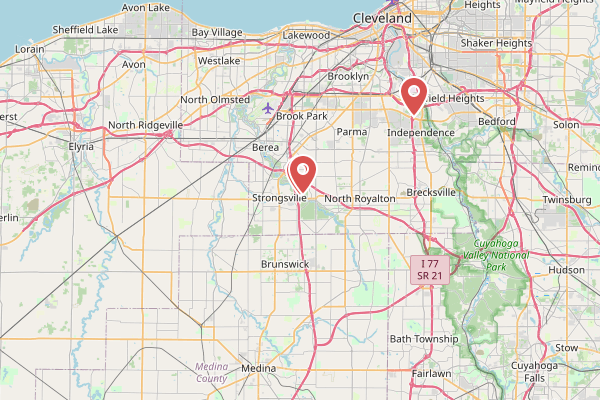 Avon Lake
Cleveland
Heights
Mayfield Heights
Sheffield Lake
Bay Village
Lakewood
Shaker Heights
Lorain
Avon
Westlake
Brooklyn
North Olmsted
field Heights
Brook Park
erst
North Ridgeville
Parma
Independence
Bedford
Solon
Elyria
Berea
Remin
Strongsville
North Royalton
Brecksville
Twinsburg
erlin
Cuyahoga
Valley National
Park
Brunswick
I 77
SR 21
Hudson
Bath Township
Stow
Medina
County
Medina
Fairlawn
Cuyahoga
Falls